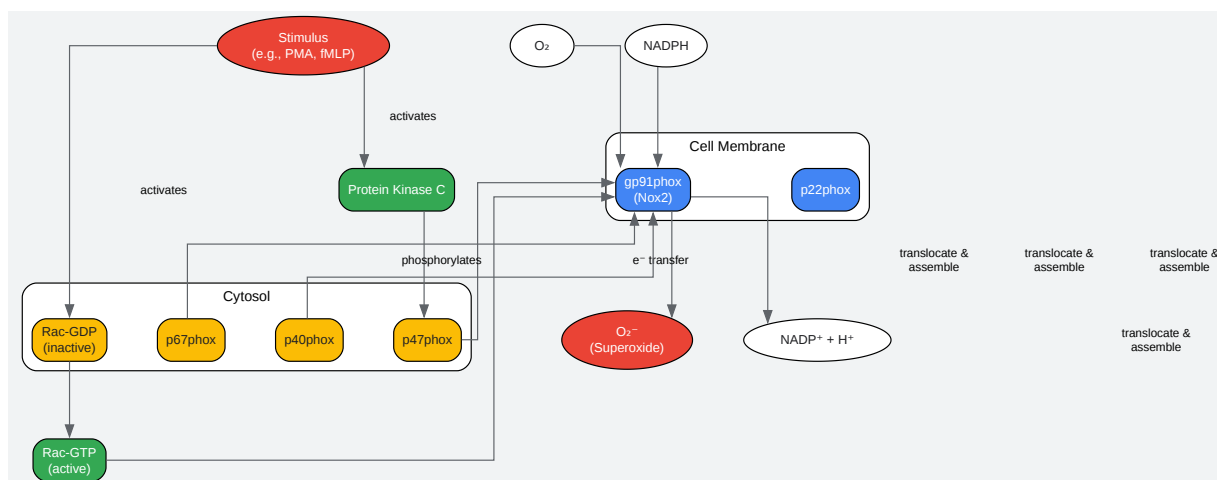 Stimulus
(e.g., PMA, fMLP)
O₂
NADPH
activates
Cell Membrane
activates
Protein Kinase C
gp91phox
(Nox2)
p22phox
phosphorylates
e⁻ transfer
translocate &
assemble
translocate &
assemble
translocate &
assemble
Cytosol
Rac-GDP
(inactive)
p67phox
p40phox
p47phox
O₂⁻
(Superoxide)
NADP⁺ + H⁺
translocate &
assemble
Rac-GTP
(active)